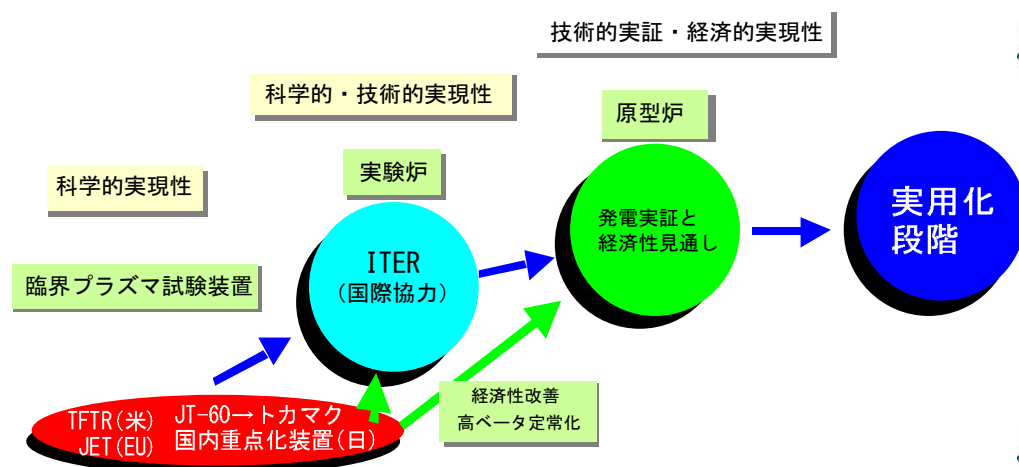 技術的実証・経済的実現性
科学的・技術的実現性
原型炉
科学的実現性
実験炉
発電実証と
経済性見通し
実用化
段階
ITER
(国際協力)
臨界プラズマ試験装置
経済性改善
高ベータ定常化
TFTR(米) JT-60→トカマク
JET(EU) 国内重点化装置(日)